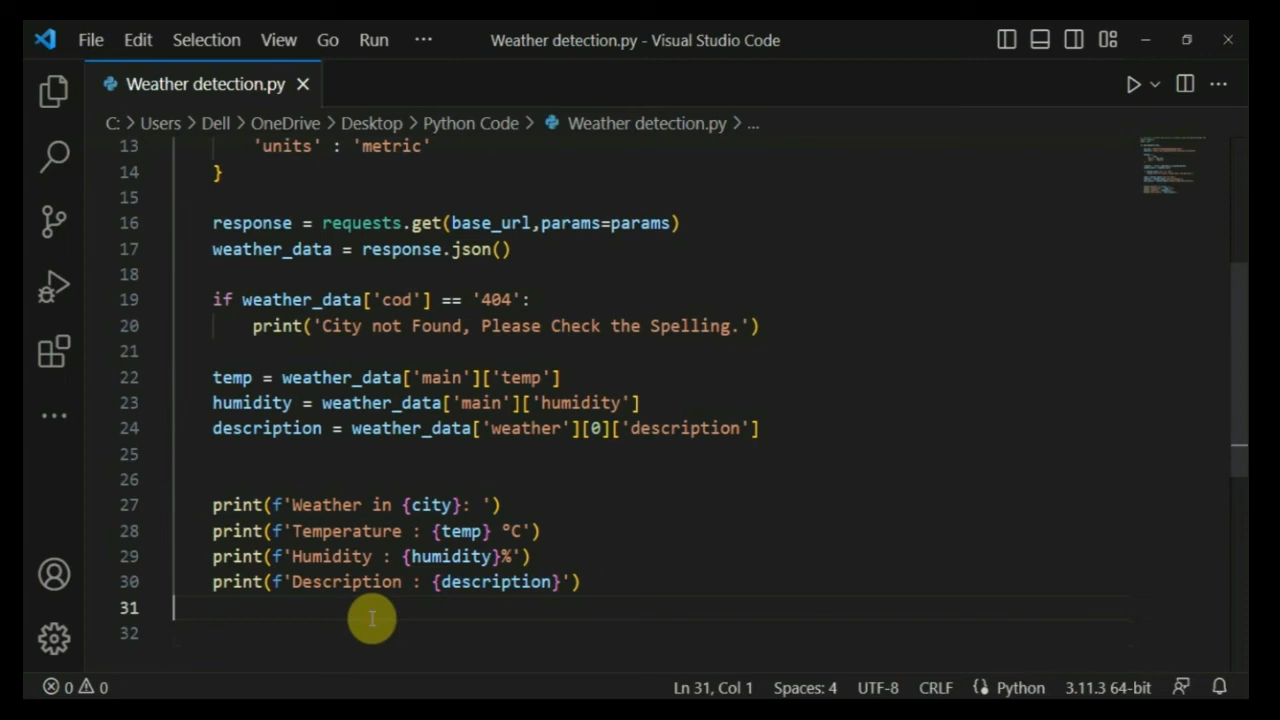 File Edit Selection View Go Run ··· Weather detection.py - Visual Studio Code
Weather detection.py
C: > Users > Dell > OneDrive > Desktop > Python Code > Weather detection.py > ...
13 'units' : 'metric'
14 }
15
16 response = requests.get(base_url,params=params)
17 weather_data = response.json()
18
19 if weather_data['cod'] == '404':
20 print('City not Found, Please Check the Spelling.')
21
22 temp = weather_data['main']['temp']
23 humidity = weather_data['main']['humidity']
24 description = weather_data['weather'][0]['description']
25
26
27 print(f'Weather in {city}: ')
28 print(f'Temperature : {temp} °C')
29 print(f'Humidity : {humidity}%')
30 print(f'Description : {description}')
31
32
0 0 Ln 31, Col 1 Spaces: 4 UTF-8 CRLF Python 3.11.3 64-bit